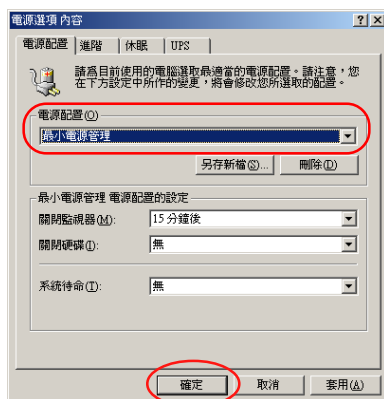 電源選項 內容
電源配置 進階 休眠 UPS
請為目前使用的電腦選取最適當的電源配置。請注意，您
在下方設定中所作的變更，將會修改您所選取的配置。
電源配置(O)
最小電源管理
另存新檔(S)... 刪除(D)
最小電源管理 電源配置的設定
關閉監視器(M): 15 分鐘後
關閉硬碟(I): 無
系統待命(T): 無
確定 取消 套用(A)